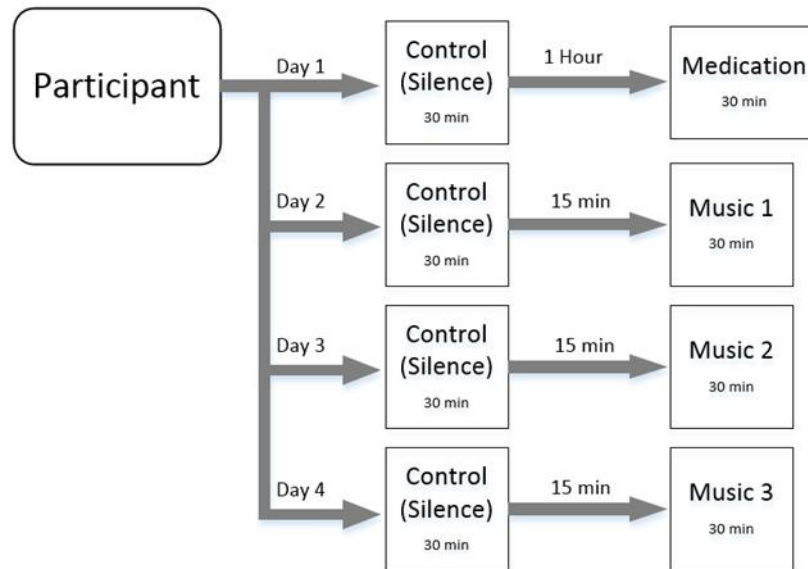 Participant
Day 1
Control
(Silence)
30 min
1 Hour
Medication
30 min
Day 2
Control
(Silence)
30 min
15 min
Music 1
30 min
Day 3
Control
(Silence)
30 min
15 min
Music 2
30 min
Day 4
Control
(Silence)
30 min
15 min
Music 3
30 min